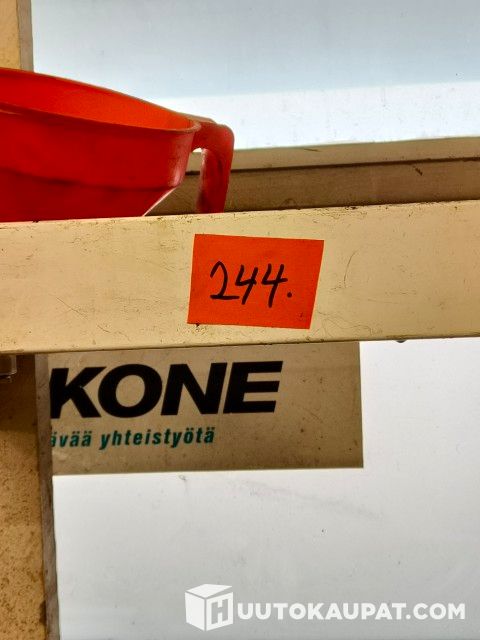 244.
KONE
ävää yhteistyötä
HUUTOKAUPAT.COM